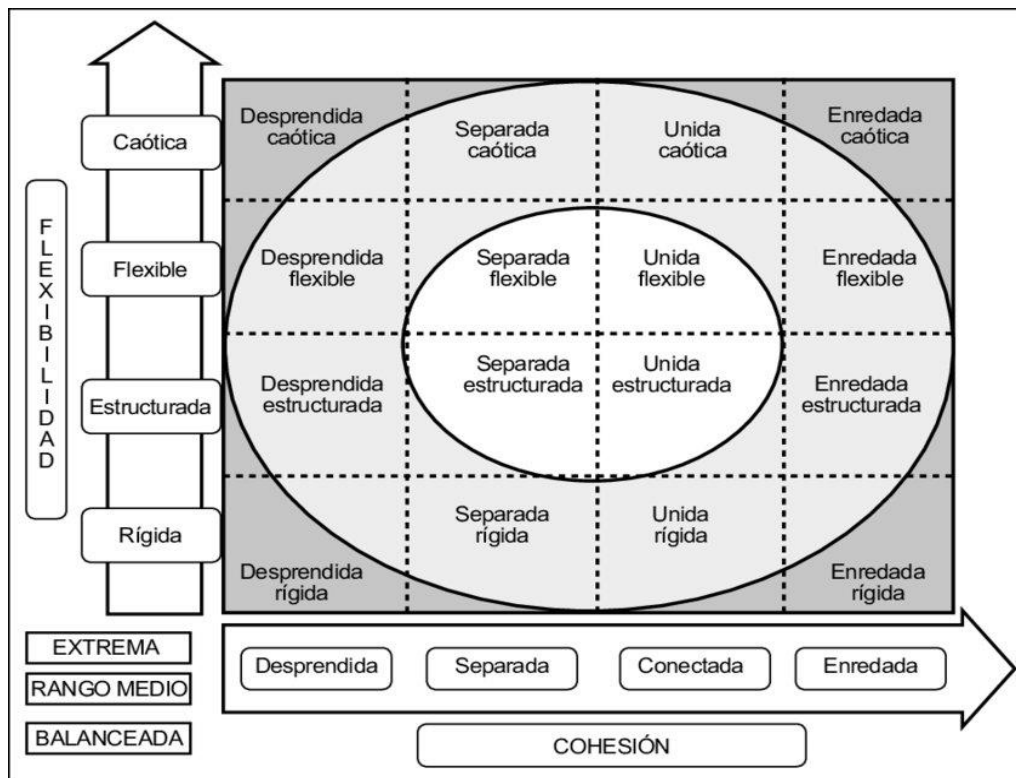 Caótica
Flexible
Estructurada
Rígida
FLEXIBILIDAD
Desprendida
caótica
Separada
caótica
Unida
caótica
Enredada
caótica
Desprendida
flexible
Separada
flexible
Unida
flexible
Enredada
flexible
Desprendida
estructurada
Separada
estructurada
Unida
estructurada
Enredada
estructurada
Desprendida
rígida
Separada
rígida
Unida
rígida
Enredada
rígida
EXTREMA
RANGO MEDIO
BALANCEADA
Desprendida
Separada
Conectada
Enredada
COHESIÓN